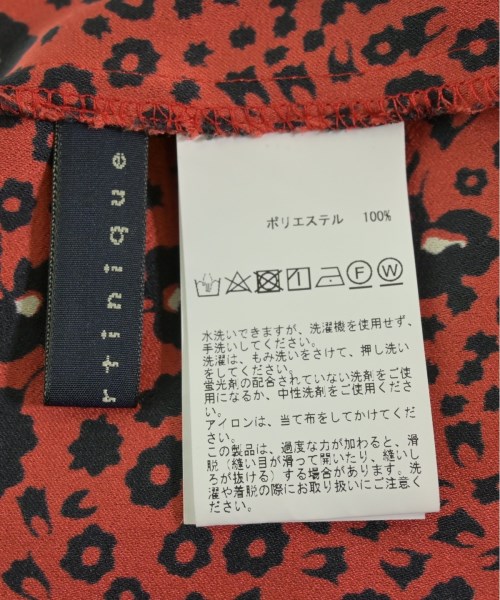 rtinique
ポリエステル 100%
水洗いできますが、洗濯機を使用せず、
手洗いしてください。
洗濯は、もみ洗いをさけて、押し洗い
をしてください。
蛍光剤の配合されていない洗剤をご使
用になるか、中性洗剤をご使用くださ
い。
アイロンは、当て布をしてかけてくだ
さい。
この製品は、過度な力が加わると、滑
脱（縫い目が滑って開いたり、縫いし
ろが抜ける）する場合があります。洗
濯や着脱の際にお取り扱いにご注意く
ださい。